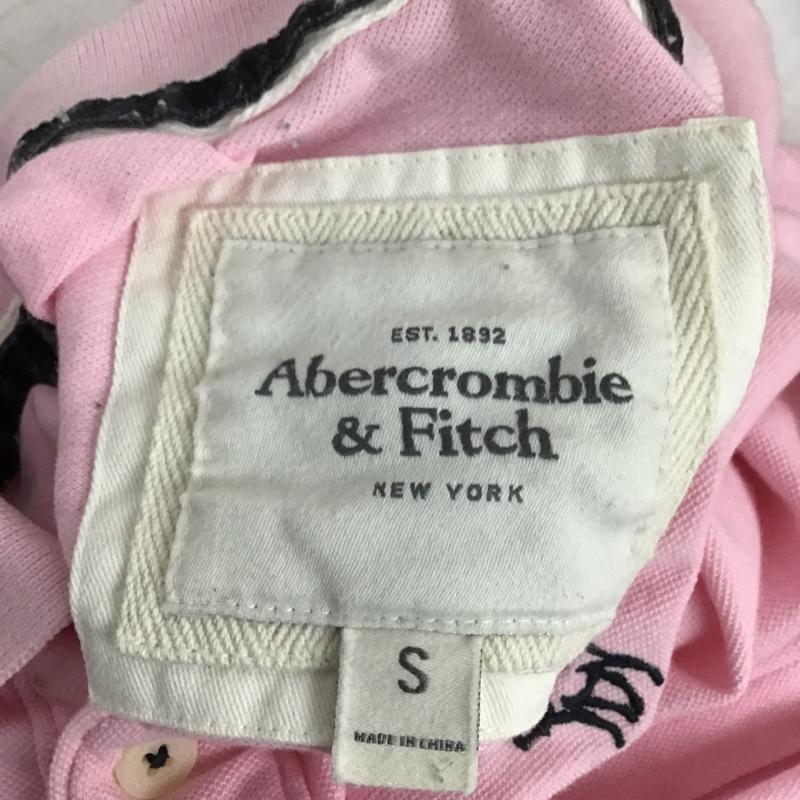 EST. 1892
Abercrombie
& Fitch
NEW YORK
S
MADE IN CHINA